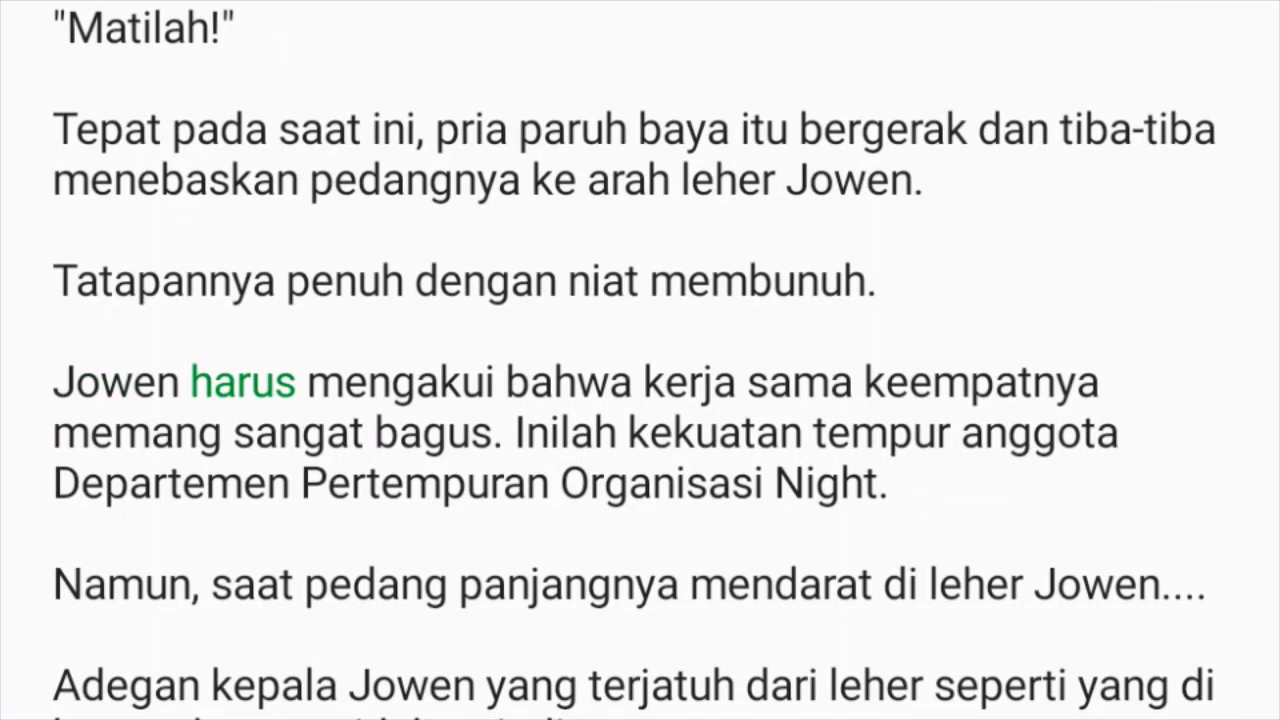 "Matilah!"
Tepat pada saat ini, pria paruh baya itu bergerak dan tiba-tiba
menebaskan pedangnya ke arah leher Jowen.
Tatapannya penuh dengan niat membunuh.
Jowen harus mengakui bahwa kerja sama keempatnya
memang sangat bagus. Inilah kekuatan tempur anggota
Departemen Pertempuran Organisasi Night.
Namun, saat pedang panjangnya mendarat di leher Jowen....
Adegan kepala Jowen yang terjatuh dari leher seperti yang di